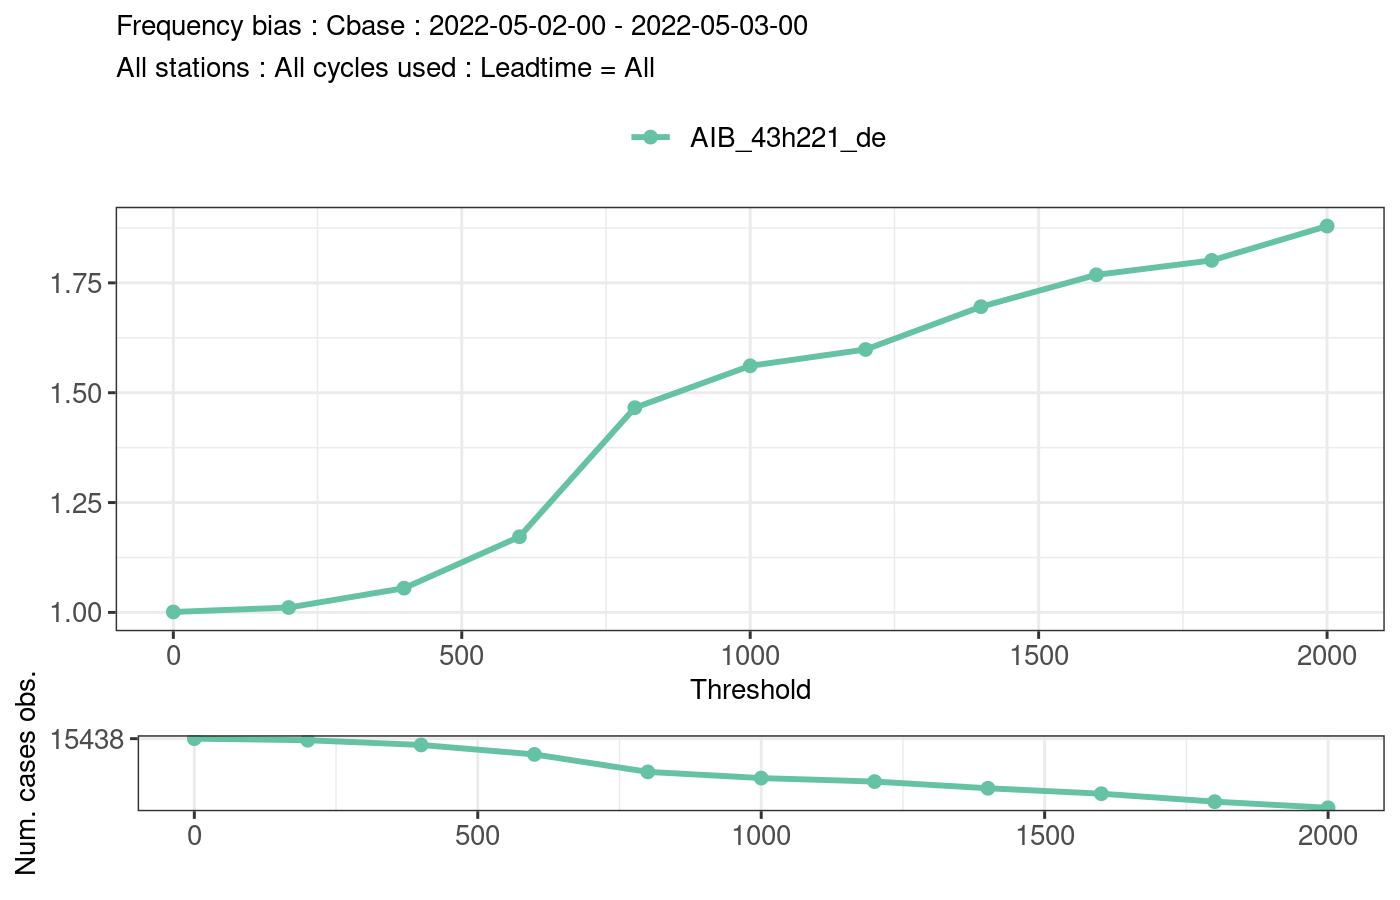 Frequency bias : Cbase : 2022-05-02-00 - 2022-05-03-00
All stations : All cycles used : Leadtime = All
AIB_43h221_de
1.75
1.50
1.25
1.00
0 500 1000 1500 2000
Threshold
Num. cases obs.
15438
0 500 1000 1500 2000